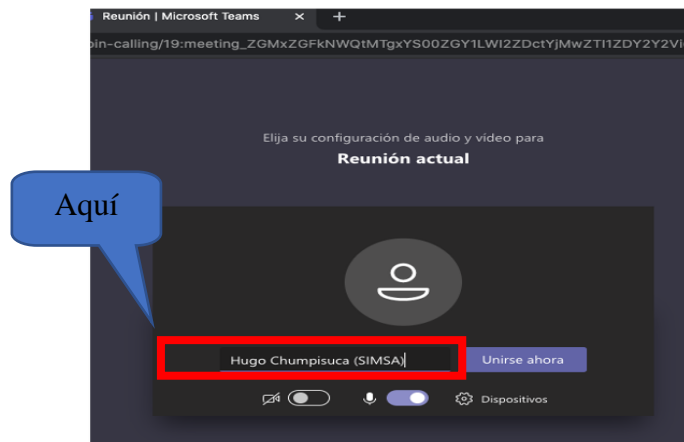 Reunión | Microsoft Teams
oin-calling/19:meeting_ZGMxZGFkNWQtMTgxYS00ZGY1LWI2ZDctYjMwZTI1ZDY2Y2Vi
Elija su configuración de audio y vídeo para
Reunión actual
Aquí
Hugo Chumpisuca (SIMSA)
Unirse ahora
Dispositivos